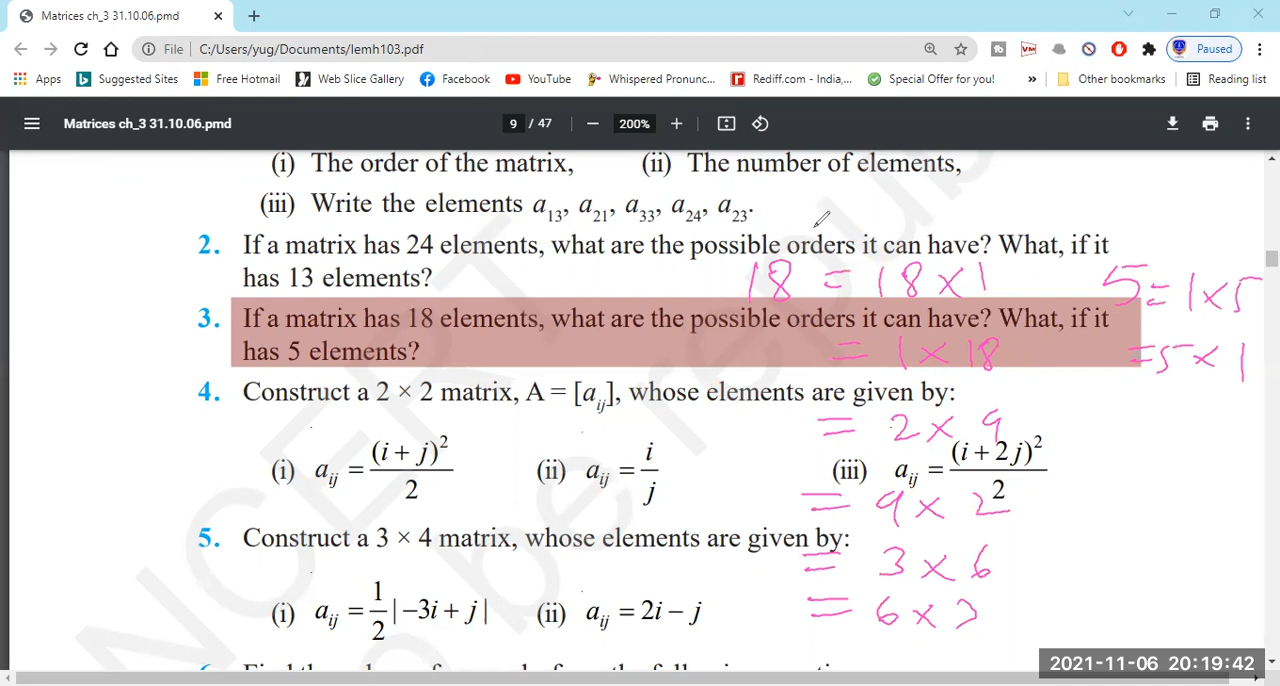 Matrices ch_3 31.10.06.pmd
File | C:/Users/yug/Documents/lemh103.pdf
Paused
Apps Suggested Sites Free Hotmail Web Slice Gallery Facebook YouTube Whispered Pronunc... Rediff.com - India,... Special Offer for you! » Other bookmarks Reading list
Matrices ch_3 31.10.06.pmd 9 / 47 — 200% +
(i) The order of the matrix, (ii) The number of elements,
(iii) Write the elements a₁₃, a₂₁, a₃₃, a₂₄, a₂₃.
2. If a matrix has 24 elements, what are the possible orders it can have? What, if it
has 13 elements?
18 = 18 × 1 5 = 1 × 5
3. If a matrix has 18 elements, what are the possible orders it can have? What, if it
has 5 elements?
= 1 × 18 = 5 × 1
4. Construct a 2 × 2 matrix, A = [aᵢⱼ], whose elements are given by:
= 2 × 9
(i) aᵢⱼ = (i + j)²/2 (ii) aᵢⱼ = i/j (iii) aᵢⱼ = (i + 2j)²/2
= 9 × 2
5. Construct a 3 × 4 matrix, whose elements are given by:
= 3 × 6
(i) aᵢⱼ = 1/2 |−3i + j| (ii) aᵢⱼ = 2i − j
= 6 × 3
2021-11-06 20:19:42